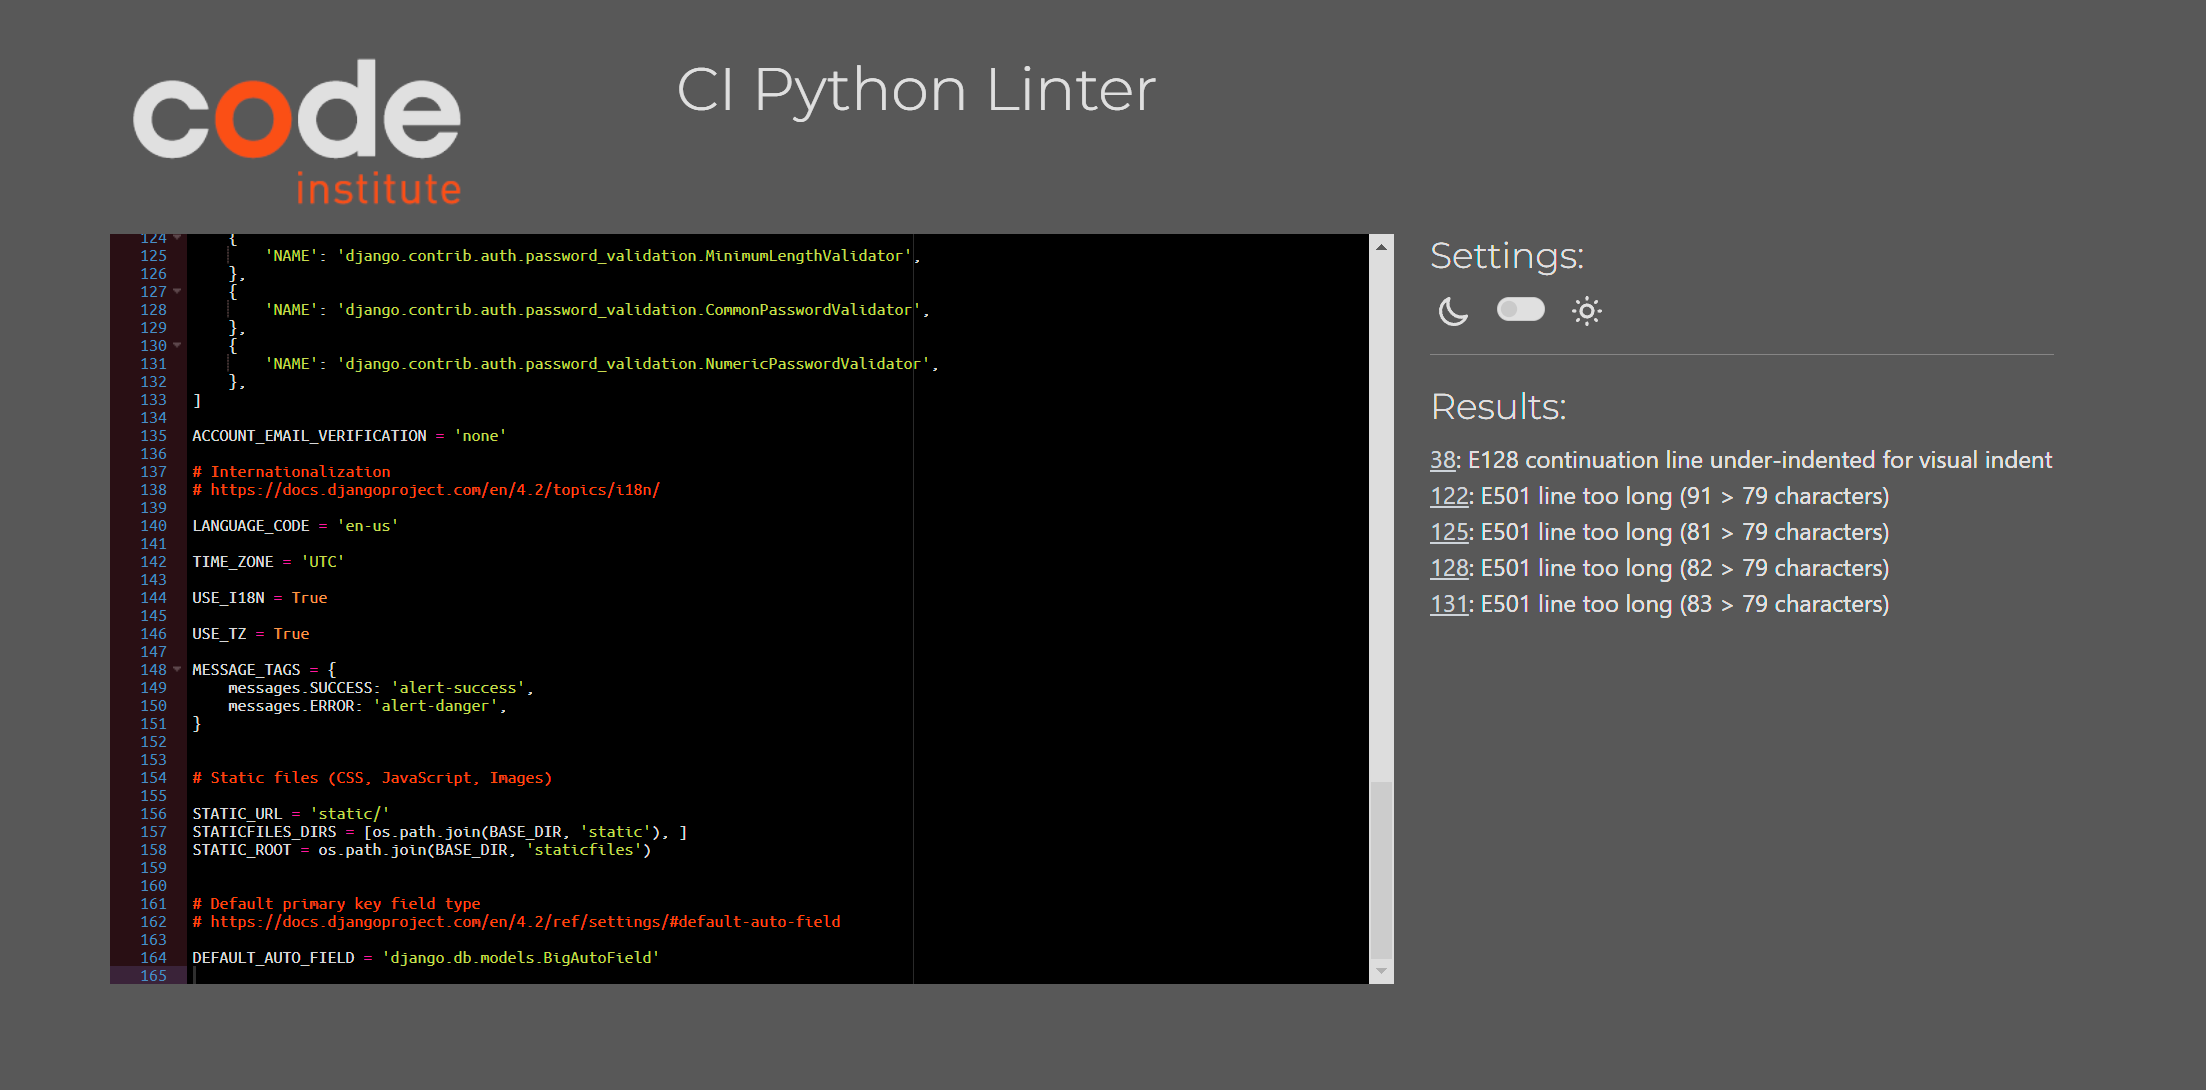 code
institute
CI Python Linter
124 {
125 'NAME': 'django.contrib.auth.password_validation.MinimumLengthValidator',
126 },
127 {
128 'NAME': 'django.contrib.auth.password_validation.CommonPasswordValidator',
129 },
130 {
131 'NAME': 'django.contrib.auth.password_validation.NumericPasswordValidator',
132 },
133 ]
134
135 ACCOUNT_EMAIL_VERIFICATION = 'none'
136
137 # Internationalization
138 # https://docs.djangoproject.com/en/4.2/topics/i18n/
139
140 LANGUAGE_CODE = 'en-us'
141
142 TIME_ZONE = 'UTC'
143
144 USE_I18N = True
145
146 USE_TZ = True
147
148 MESSAGE_TAGS = {
149 messages.SUCCESS: 'alert-success',
150 messages.ERROR: 'alert-danger',
151 }
152
153
154 # Static files (CSS, JavaScript, Images)
155
156 STATIC_URL = 'static/'
157 STATICFILES_DIRS = [os.path.join(BASE_DIR, 'static'), ]
158 STATIC_ROOT = os.path.join(BASE_DIR, 'staticfiles')
159
160
161 # Default primary key field type
162 # https://docs.djangoproject.com/en/4.2/ref/settings/#default-auto-field
163
164 DEFAULT_AUTO_FIELD = 'django.db.models.BigAutoField'
165
Settings:
Results:
38: E128 continuation line under-indented for visual indent
122: E501 line too long (91 > 79 characters)
125: E501 line too long (81 > 79 characters)
128: E501 line too long (82 > 79 characters)
131: E501 line too long (83 > 79 characters)